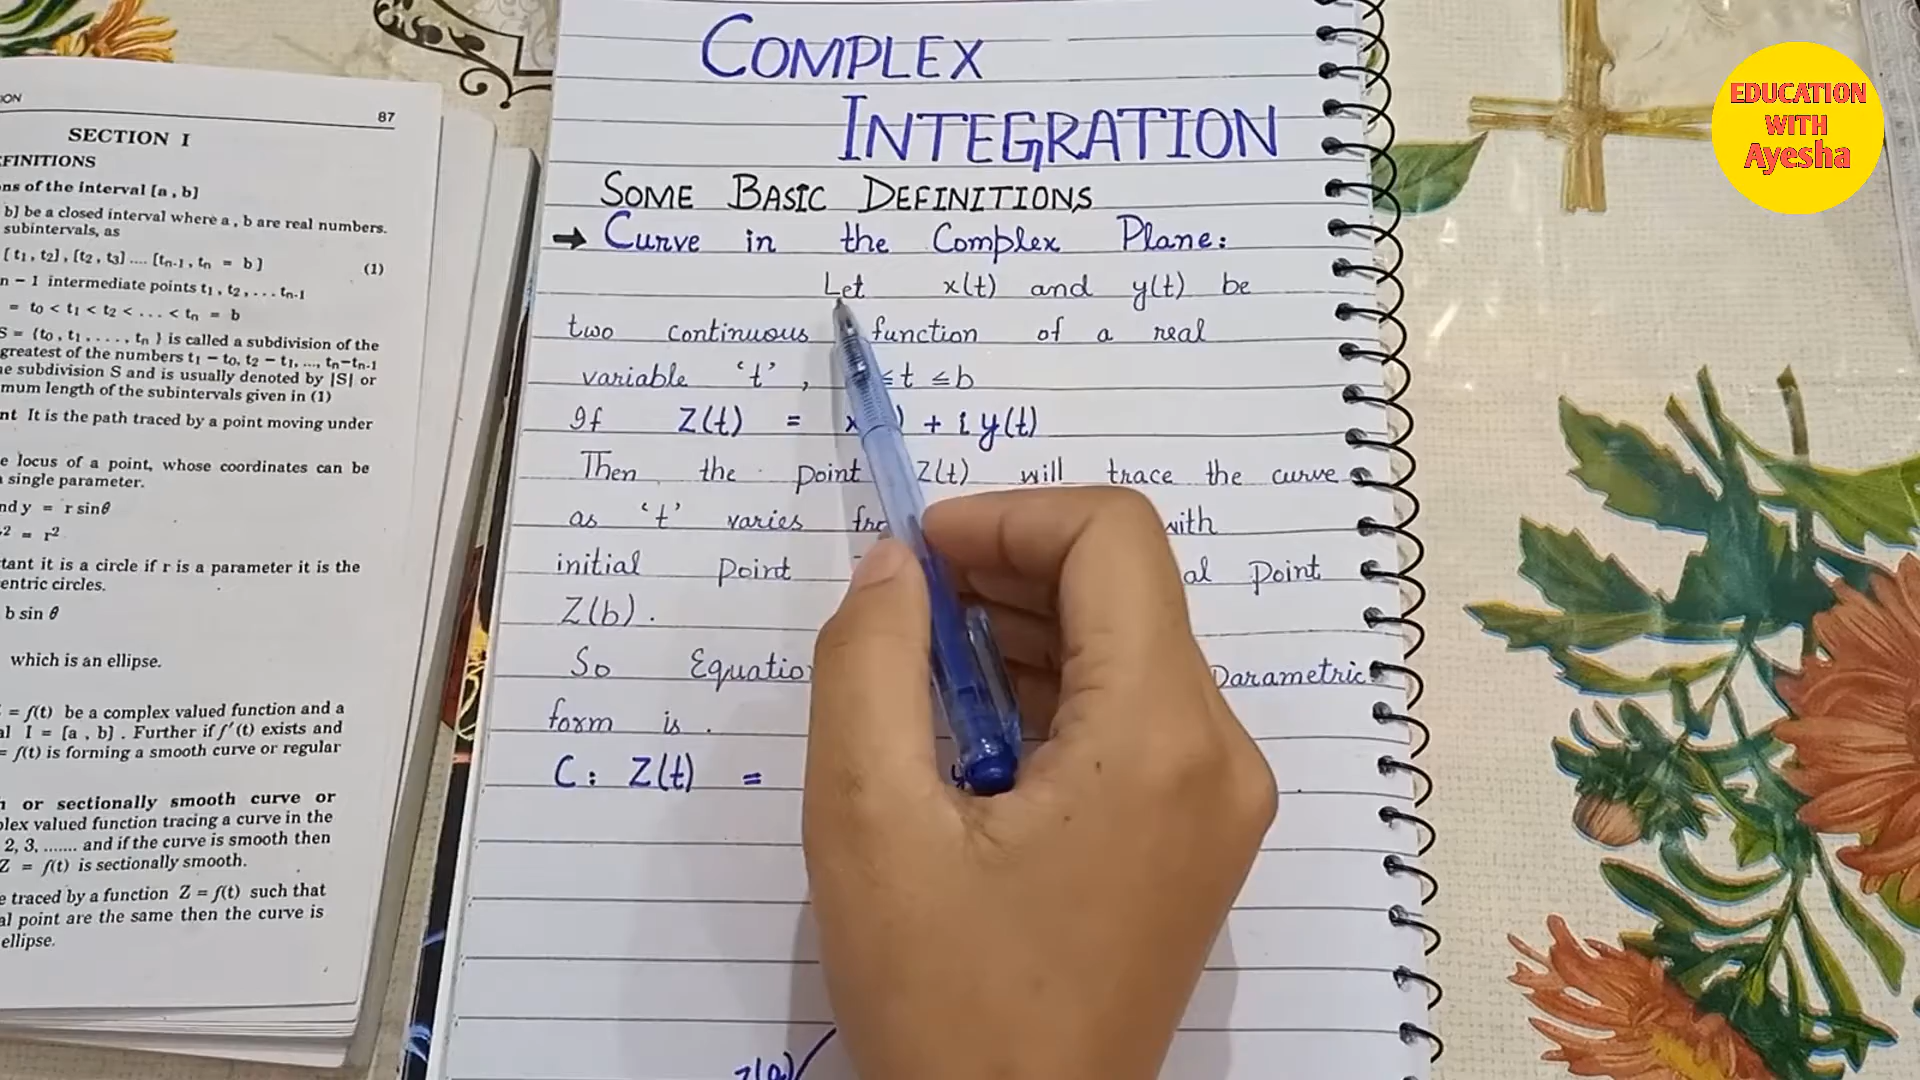 ION
87
SECTION I
EFINITIONS
ns of the interval [a , b]
b] be a closed interval where a , b are real numbers.
subintervals, as
[ t1 , t2] , [t2 , t3] .... [tn-1 , tn = b ]
(1)
n − 1 intermediate points t1 , t2 , . . . tn-1
= t0 < t1 < t2 < . . . < tn = b
S = {t0 , t1 , . . . . , tn } is called a subdivision of the
greatest of the numbers t1 − t0, t2 − t1, ..., tn−tn-1
e subdivision S and is usually denoted by |S| or
mum length of the subintervals given in (1)
nt It is the path traced by a point moving under
e locus of a point, whose coordinates can be
single parameter.
nd y = r sinθ
2 = r2
tant it is a circle if r is a parameter it is the
entric circles.
b sin θ
which is an ellipse.
= f(t) be a complex valued function and a
al I = [a , b] . Further if f′(t) exists and
= f(t) is forming a smooth curve or regular
or sectionally smooth curve or
plex valued function tracing a curve in the
2, 3, ....... and if the curve is smooth then
Z = f(t) is sectionally smooth.
e traced by a function Z = f(t) such that
al point are the same then the curve is
ellipse.
COMPLEX
INTEGRATION
SOME BASIC DEFINITIONS
→ Curve in the Complex Plane:
Let x(t) and y(t) be
two continuous function of a real
variable ‘t’ , ≤ t ≤ b
If Z(t) = x ) + i y(t)
Then the point Z(t) will trace the curve
as ‘t’ varies with
initial point al point
Z(b) .
So Equatio Parametric
form is .
C : Z(t) = y
z(a)
EDUCATION
WITH
Ayesha